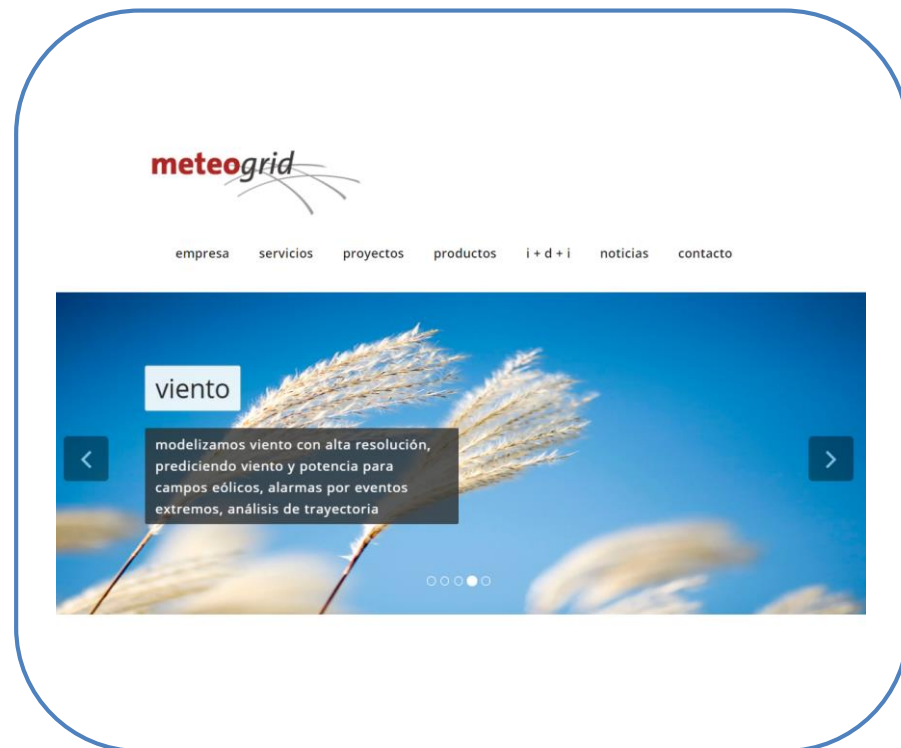 meteogrid
empresa servicios proyectos productos i + d + i noticias contacto
viento
modelizamos viento con alta resolución,
prediciendo viento y potencia para
campos eólicos, alarmas por eventos
extremos, análisis de trayectoria